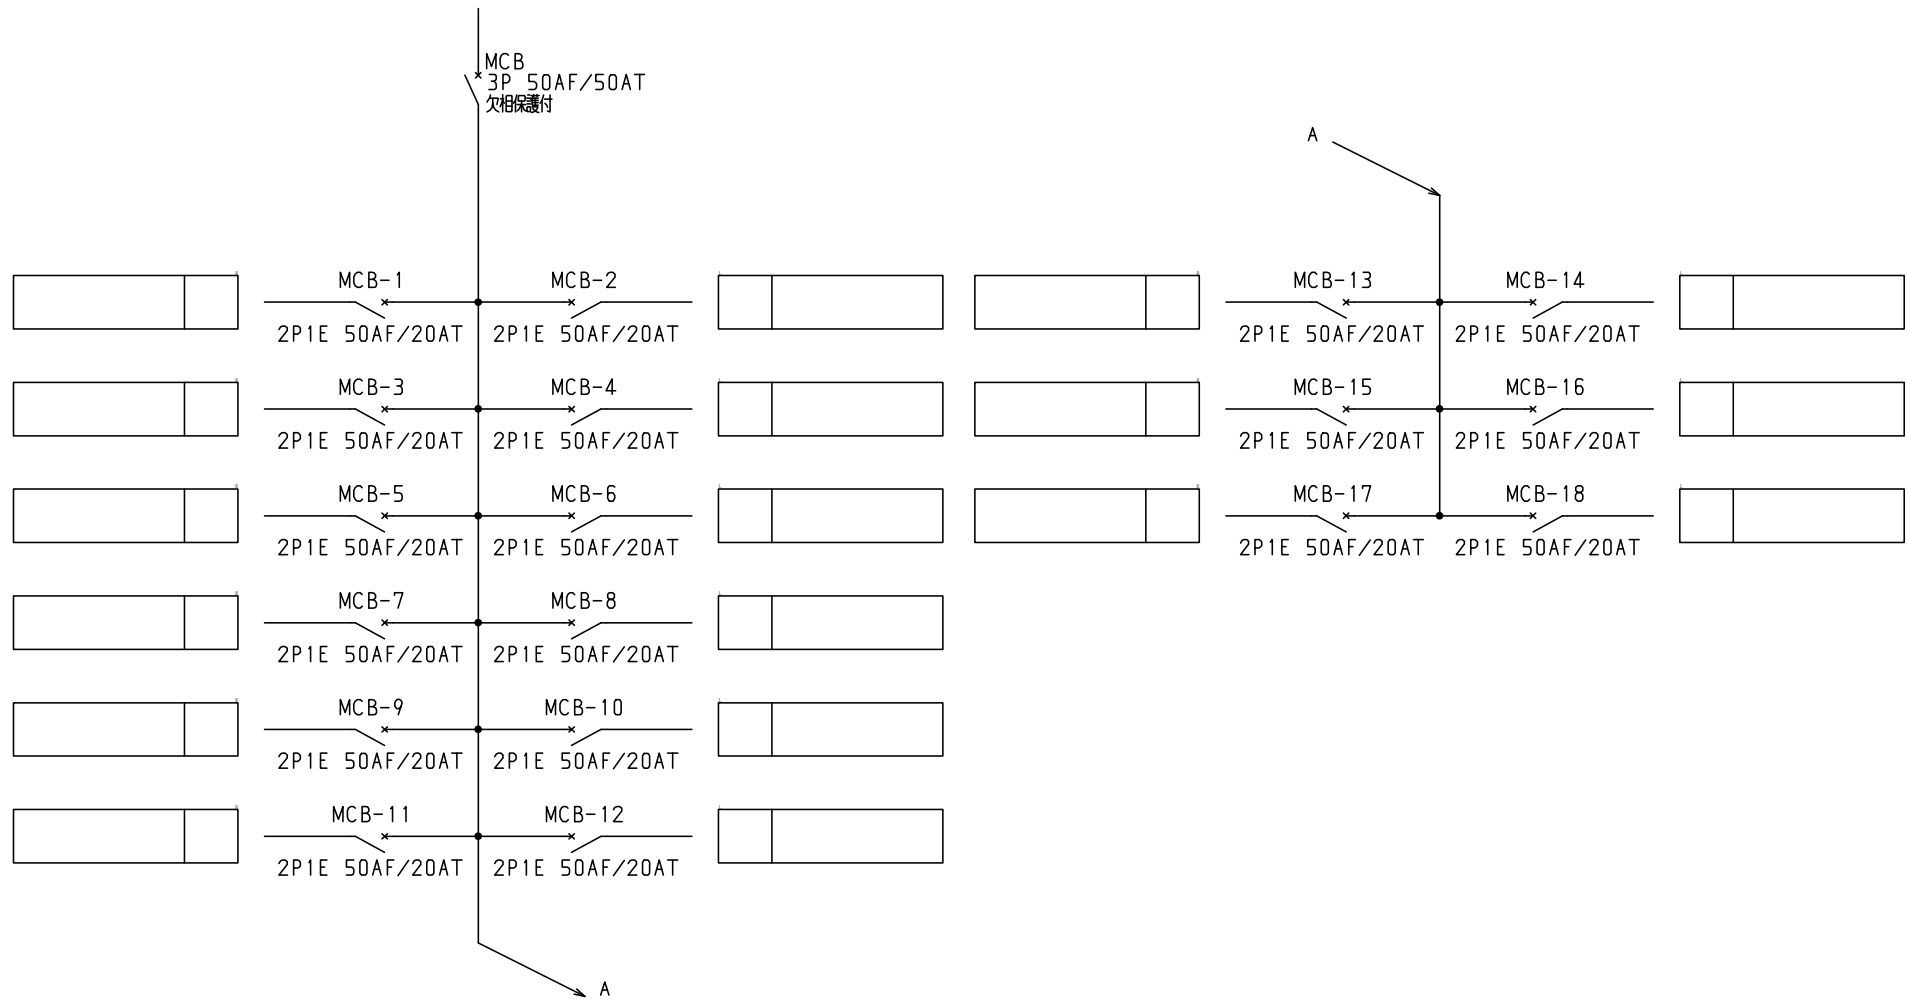 MCB
3P 50AF/50AT
欠相保護付
A
MCB-1 MCB-2 MCB-13 MCB-14
2P1E 50AF/20AT 2P1E 50AF/20AT 2P1E 50AF/20AT 2P1E 50AF/20AT
MCB-3 MCB-4 MCB-15 MCB-16
2P1E 50AF/20AT 2P1E 50AF/20AT 2P1E 50AF/20AT 2P1E 50AF/20AT
MCB-5 MCB-6 MCB-17 MCB-18
2P1E 50AF/20AT 2P1E 50AF/20AT 2P1E 50AF/20AT 2P1E 50AF/20AT
MCB-7 MCB-8
2P1E 50AF/20AT 2P1E 50AF/20AT
MCB-9 MCB-10
2P1E 50AF/20AT 2P1E 50AF/20AT
MCB-11 MCB-12
2P1E 50AF/20AT 2P1E 50AF/20AT
A